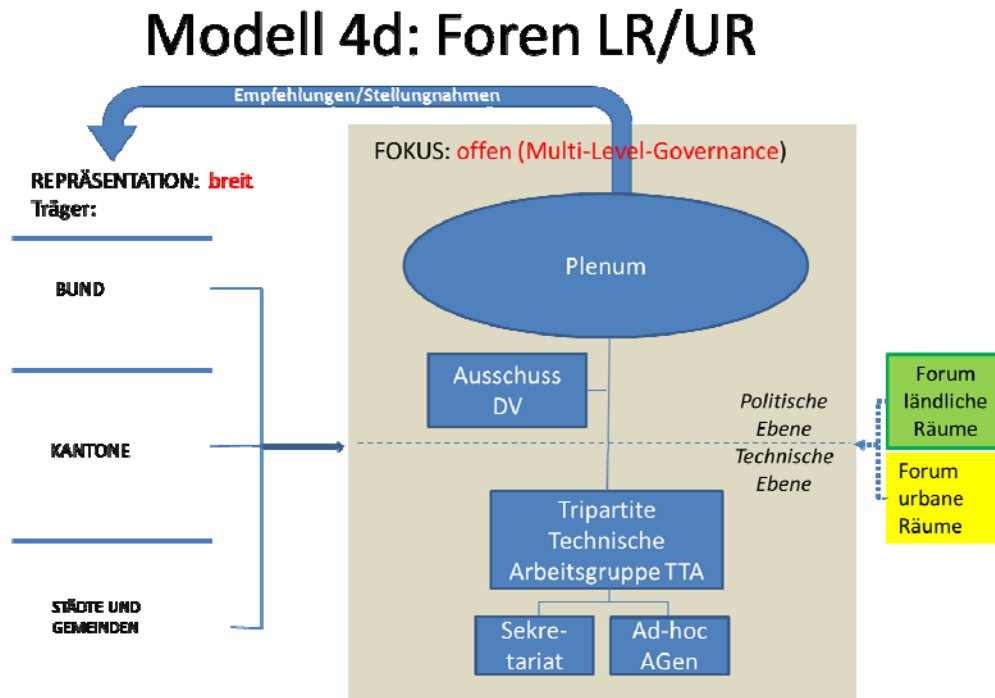 Modell 4d: Foren LR/UR
Empfehlungen/Stellungnahmen
FOKUS: offen (Multi-Level-Governance)
REPRÄSENTATION: breit
Träger:
BUND
KANTONE
STÄDTE UND
GEMEINDEN
Plenum
Ausschuss
DV
Politische
Ebene
Technische
Ebene
Tripartite
Technische
Arbeitsgruppe TTA
Sekre-
tariat
Ad-hoc
AGen
Forum
ländliche
Räume
Forum
urbane
Räume